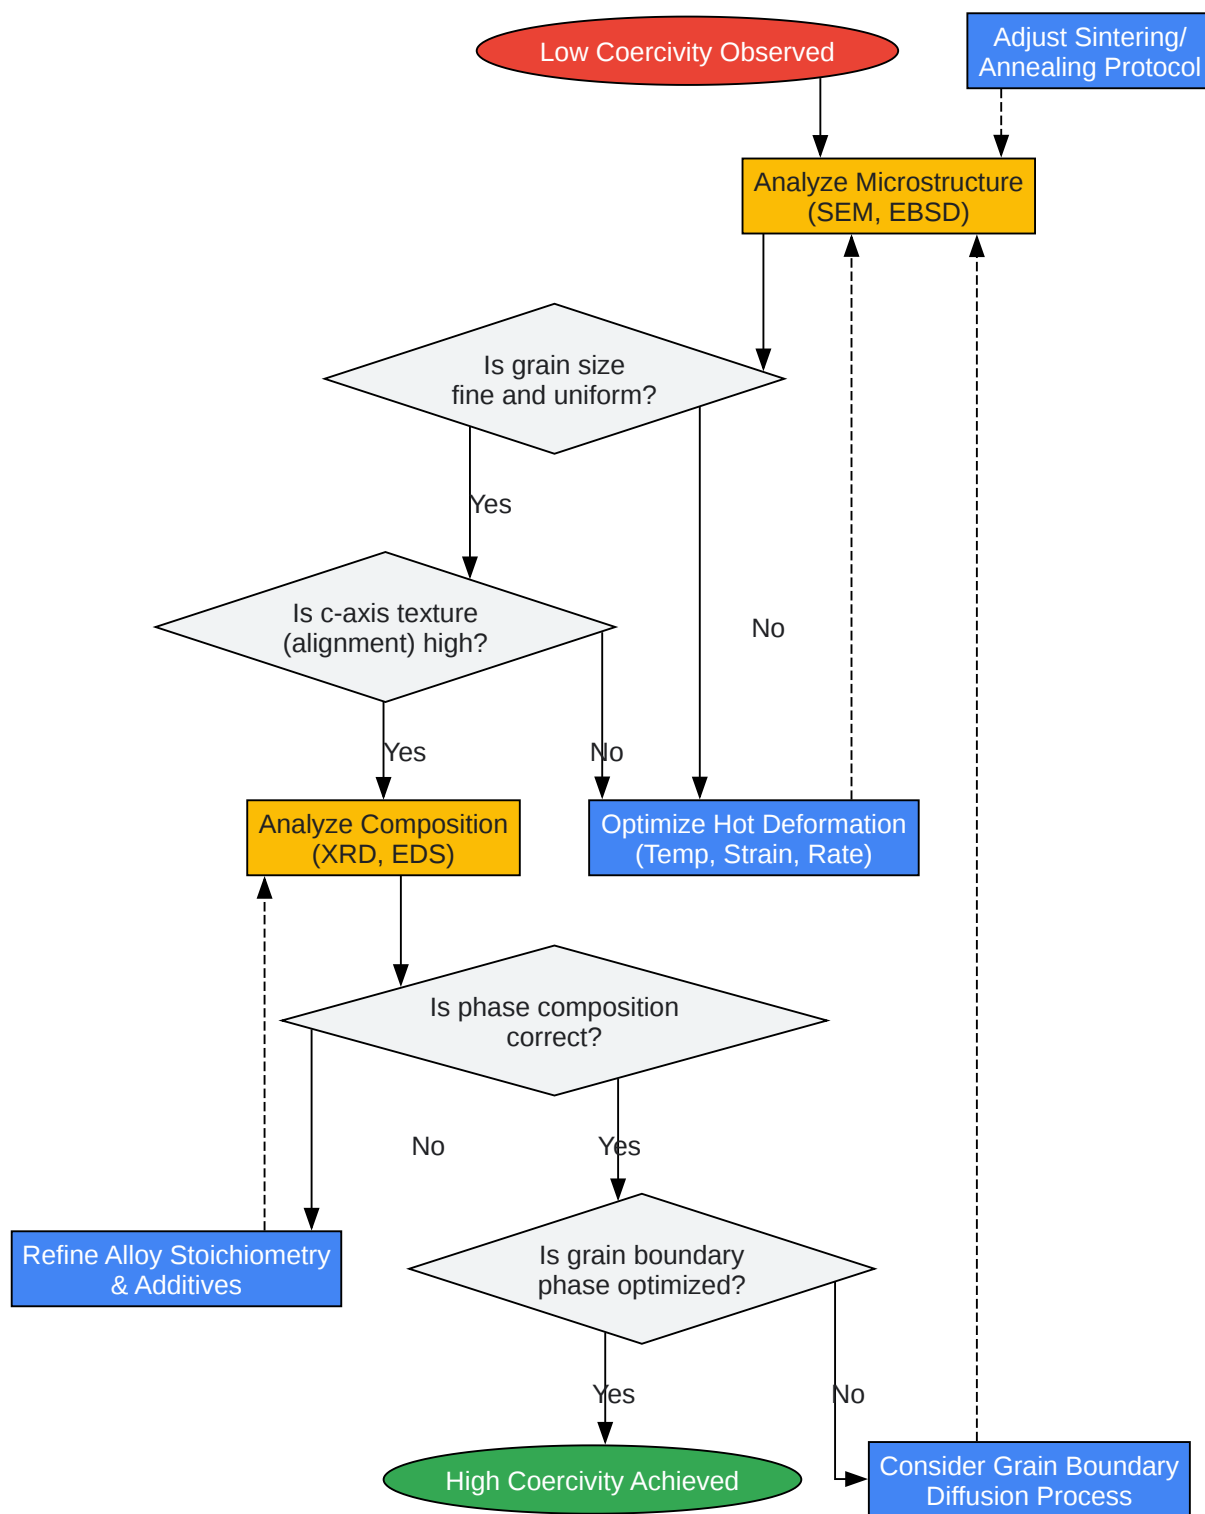 Low Coercivity Observed
Adjust Sintering/
Annealing Protocol
Analyze Microstructure
(SEM, EBSD)
Is grain size
fine and uniform?
Yes
Is c-axis texture
(alignment) high?
No
Yes
No
Analyze Composition
(XRD, EDS)
Optimize Hot Deformation
(Temp, Strain, Rate)
Is phase composition
correct?
No
Yes
Refine Alloy Stoichiometry
& Additives
Is grain boundary
phase optimized?
Yes
No
High Coercivity Achieved
Consider Grain Boundary
Diffusion Process